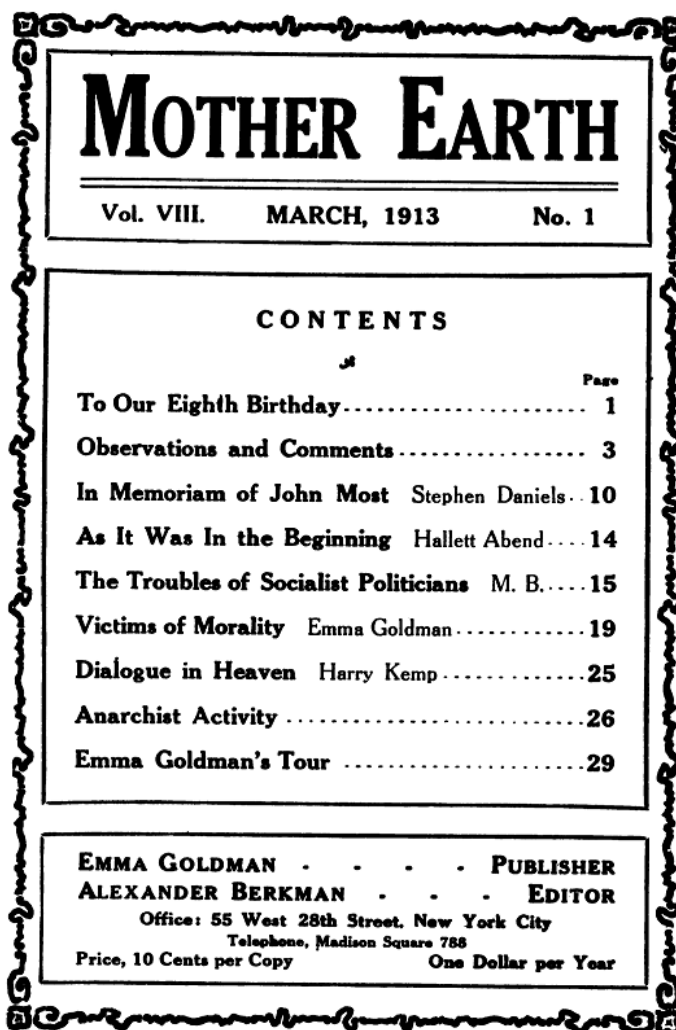 MOTHER EARTH
Vol. VIII. MARCH, 1913 No. 1
CONTENTS
Page
To Our Eighth Birthday.......................... 1
Observations and Comments................... 3
In Memoriam of John Most Stephen Daniels.. 10
As It Was In the Beginning Hallett Abend.... 14
The Troubles of Socialist Politicians M. B..... 15
Victims of Morality Emma Goldman............. 19
Dialogue in Heaven Harry Kemp.............. 25
Anarchist Activity .............................. 26
Emma Goldman's Tour ........................ 29
EMMA GOLDMAN - - - - PUBLISHER
ALEXANDER BERKMAN - - - EDITOR
Office: 55 West 28th Street, New York City
Telephone, Madison Square 788
Price, 10 Cents per Copy One Dollar per Year